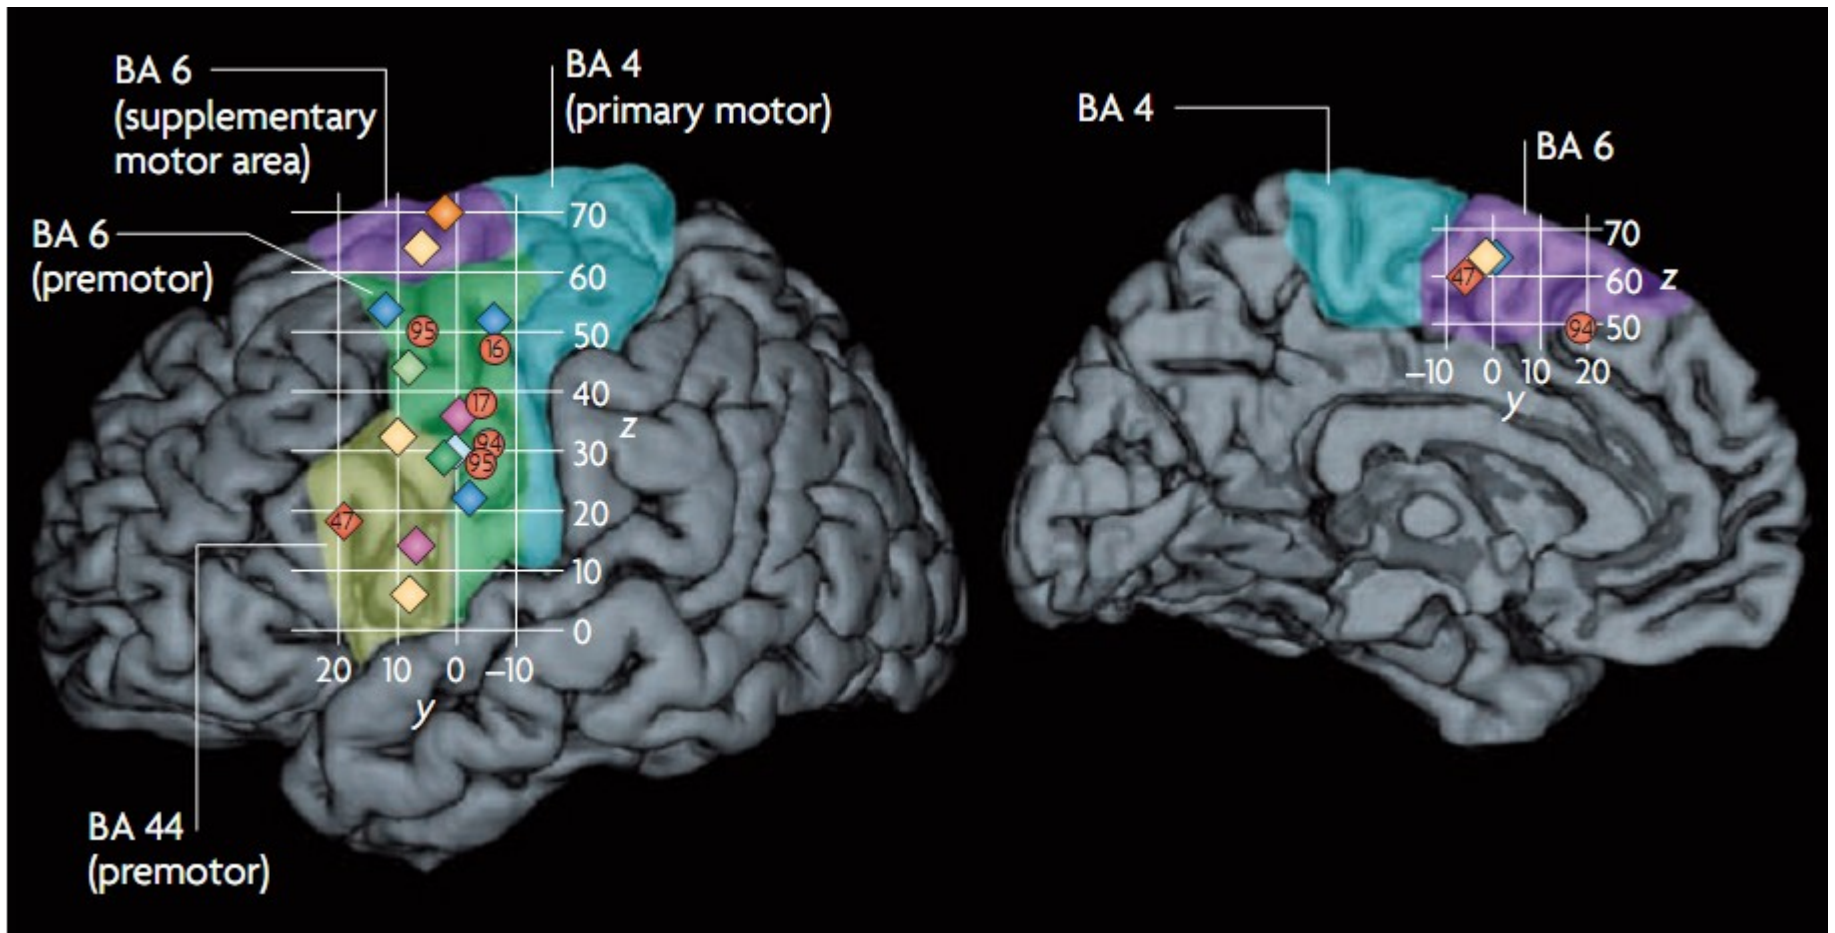 BA 6
(supplementary
motor area)
BA 4
(primary motor)
BA 6
(premotor)
70
60
50
40
z
30
20
10
0
95
16
17
94
95
47
20 10 0 –10
y
BA 44
(premotor)
BA 4
BA 6
70
60 z
50
47
94
–10 0 10 20
y